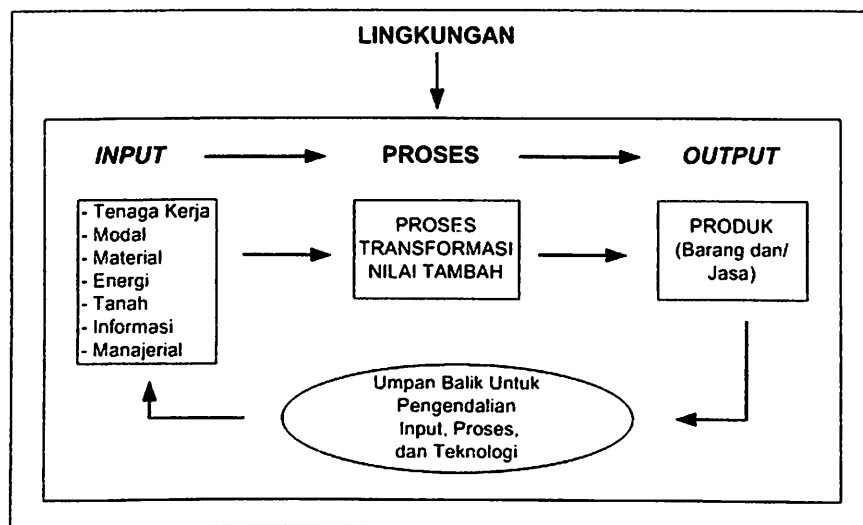 LINGKUNGAN
INPUT
PROSES
OUTPUT
- Tenaga Kerja
- Modal
- Material
- Energi
- Tanah
- Informasi
- Manajerial
PROSES
TRANSFORMASI
NILAI TAMBAH
PRODUK
(Barang dan/
Jasa)
Umpan Balik Untuk
Pengendalian
Input, Proses,
dan Teknologi